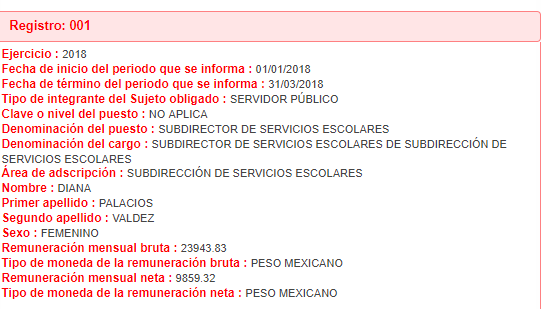 Registro: 001
Ejercicio : 2018
Fecha de inicio del periodo que se informa : 01/01/2018
Fecha de término del periodo que se informa : 31/03/2018
Tipo de integrante del Sujeto obligado : SERVIDOR PÚBLICO
Clave o nivel del puesto : NO APLICA
Denominación del puesto : SUBDIRECTOR DE SERVICIOS ESCOLARES
Denominación del cargo : SUBDIRECTOR DE SERVICIOS ESCOLARES DE SUBDIRECCIÓN DE
SERVICIOS ESCOLARES
Área de adscripción : SUBDIRECCIÓN DE SERVICIOS ESCOLARES
Nombre : DIANA
Primer apellido : PALACIOS
Segundo apellido : VALDEZ
Sexo : FEMENINO
Remuneración mensual bruta : 23943.83
Tipo de moneda de la remuneración bruta : PESO MEXICANO
Remuneración mensual neta : 9859.32
Tipo de moneda de la remuneración neta : PESO MEXICANO